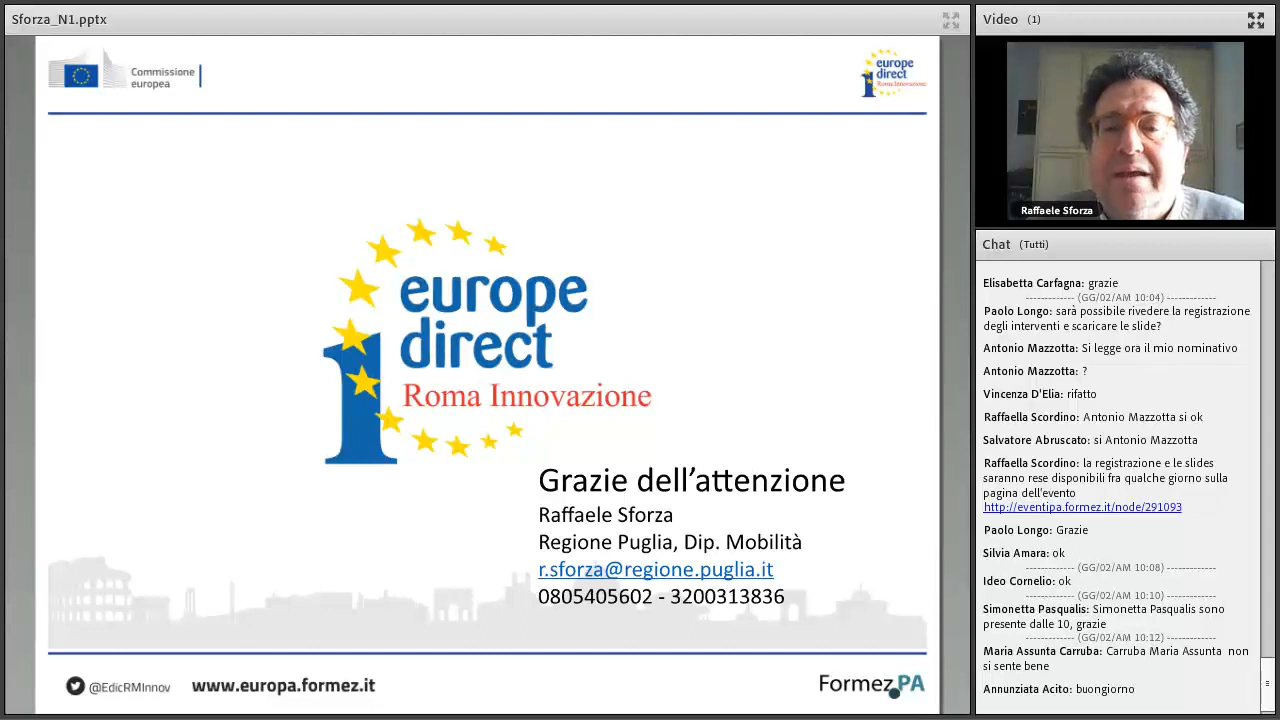 Sforza_N1.pptx
Commissione
europea
europe
direct
Roma Innovazione
europe
direct
Roma Innovazione
Grazie dell’attenzione
Raffaele Sforza
Regione Puglia, Dip. Mobilità
r.sforza@regione.puglia.it
0805405602 - 3200313836
@EdicRMInnov
www.europa.formez.it
Formez PA
Video (1)
Raffaele Sforza
Chat (Tutti)
Elisabetta Carfagna: grazie
------------ (GG/02/AM 10:04) ------------
Paolo Longo: sarà possibile rivedere la registrazione
degli interventi e scaricare le slide?
Antonio Mazzotta: Si legge ora il mio nominativo
Antonio Mazzotta: ?
Vincenza D'Elia: rifatto
Raffaella Scordino: Antonio Mazzotta si ok
Salvatore Abruscato: si Antonio Mazzotta
Raffaella Scordino: la registrazione e le slides
saranno rese disponibili fra qualche giorno sulla
pagina dell'evento
http://eventipa.formez.it/node/291093
Paolo Longo: Grazie
Silvia Amara: ok
------------ (GG/02/AM 10:08) ------------
Ideo Cornelio: ok
------------ (GG/02/AM 10:10) ------------
Simonetta Pasqualis: Simonetta Pasqualis sono
presente dalle 10, grazie
------------ (GG/02/AM 10:12) ------------
Maria Assunta Carruba: Carruba Maria Assunta non
si sente bene
Annunziata Acito: buongiorno